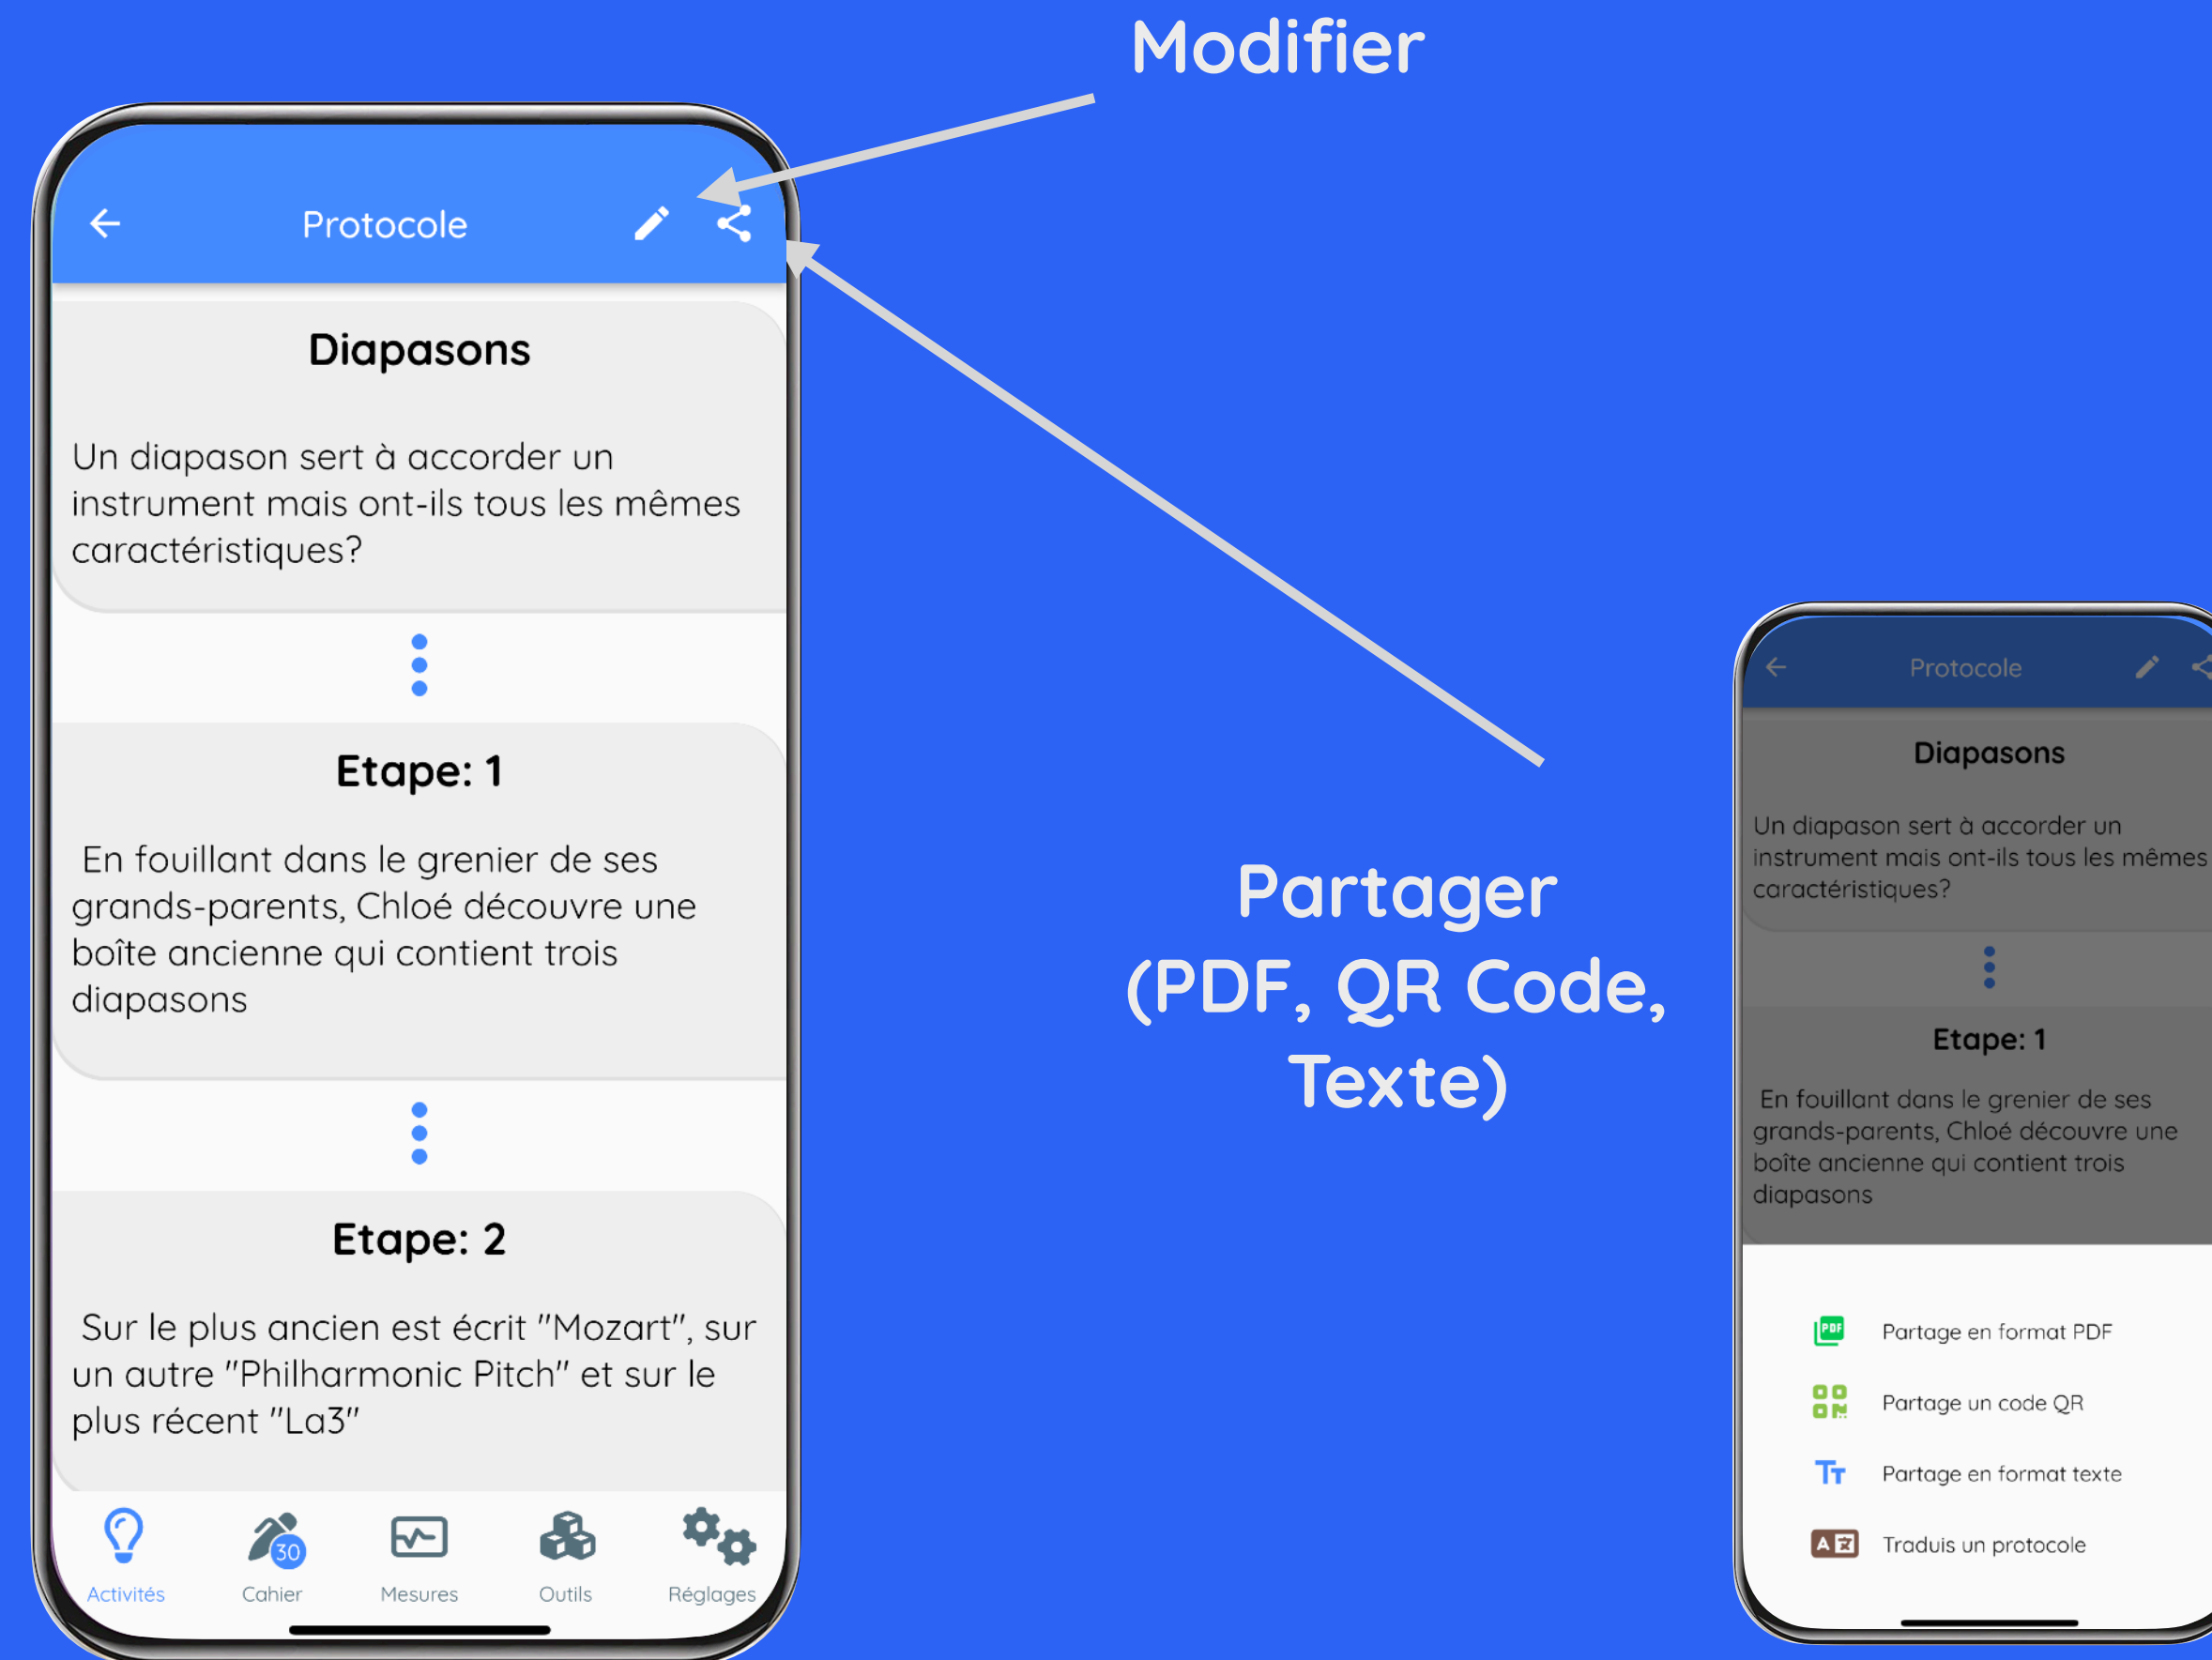 Modifier
Protocole
Diapasons
Un diapason sert à accorder un
instrument mais ont-ils tous les mêmes
caractéristiques?
Etape: 1
En fouillant dans le grenier de ses
grands-parents, Chloé découvre une
boîte ancienne qui contient trois
diapasons
Etape: 2
Sur le plus ancien est écrit "Mozart", sur
un autre "Philharmonic Pitch" et sur le
plus récent "La3"
30
Activités
Cahier
Mesures
Outils
Réglages
Partager
(PDF, QR Code,
Texte)
Protocole
Diapasons
Un diapason sert à accorder un
instrument mais ont-ils tous les mêmes
caractéristiques?
Etape: 1
En fouillant dans le grenier de ses
grands-parents, Chloé découvre une
boîte ancienne qui contient trois
diapasons
PDF
Partage en format PDF
Partage un code QR
Partage en format texte
Traduis un protocole